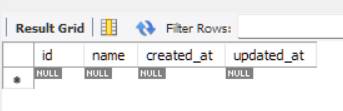 Result Grid Filter Rows:
id name created_at updated_at
* NULL NULL NULL NULL